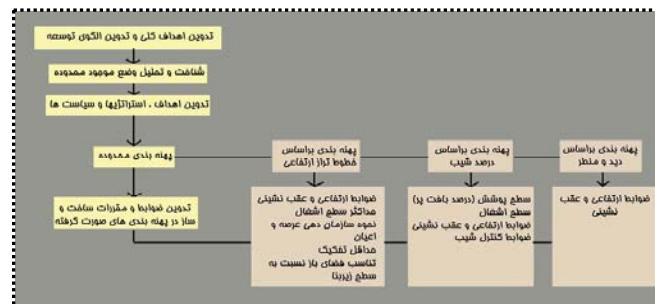 تدوین اهداف کلی و تدوین الگوی توسعه
شناخت و تحلیل وضع موجود محدوده
تدوین اهداف ، استراتژیها و سیاست ها
پهنه بندی محدوده
پهنه بندی براساس
خطوط تراز ارتفاعی
پهنه بندی براساس
درصد شیب
پهنه بندی براساس
دید و منظر
تدوین ضوابط و مقررات ساخت و
ساز در پهنه بندی های صورت گرفته
ضوابط ارتفاعی و عقب نشینی
حداکثر سطح اشغال
نحوه سازمان دهی عرصه و
اعیان
حداقل تفکیک
تناسب فضای باز نسبت به
سطح زیربنا
سطح پوشش (درصد بافت پر)
سطح اشغال
ضوابط ارتفاعی و عقب نشینی
ضوابط کنترل شیب
ضوابط ارتفاعی و عقب
نشینی